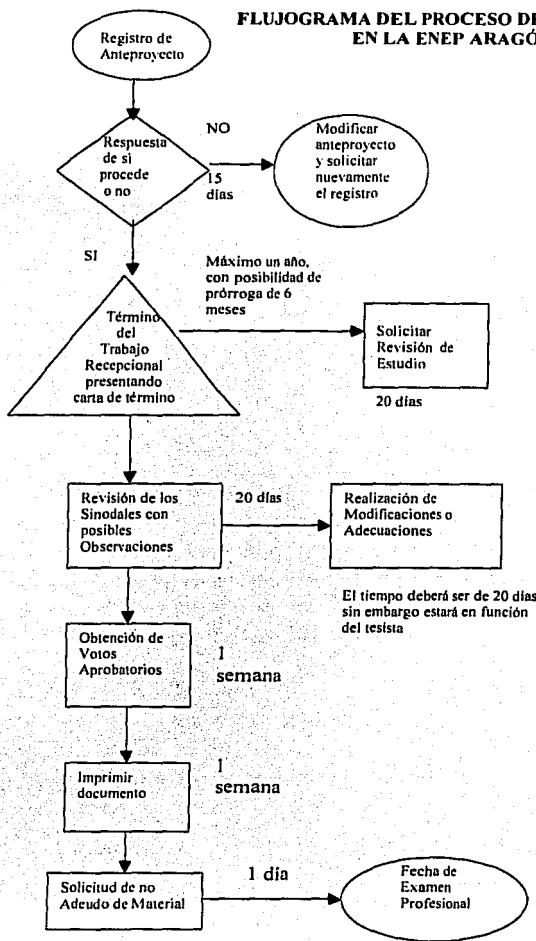 FLUJOGRAMA DEL PROCESO DE
EN LA ENEP ARAGÓ
Registro de
Anteproyecto
Respuesta
de si
procede
o no
NO
15
días
Modificar
anteproyecto
y solicitar
nuevamente
el registro
SI
Término
del
Trabajo
Recepcional
presentando
carta de término
Máximo un año,
con posibilidad de
prórroga de 6
meses
Solicitar
Revisión de
Estudio
20 días
Revisión de los
Sinodales con
posibles
Observaciones
20 días
Realización de
Modificaciones o
Adecuaciones
El tiempo deberá ser de 20 días
sin embargo estará en función
del tesista
Obtención de
Votos
Aprobatorios
1
semana
Imprimir
documento
1
semana
Solicitud de no
Adeudo de Material
1 día
Fecha de
Examen
Profesional